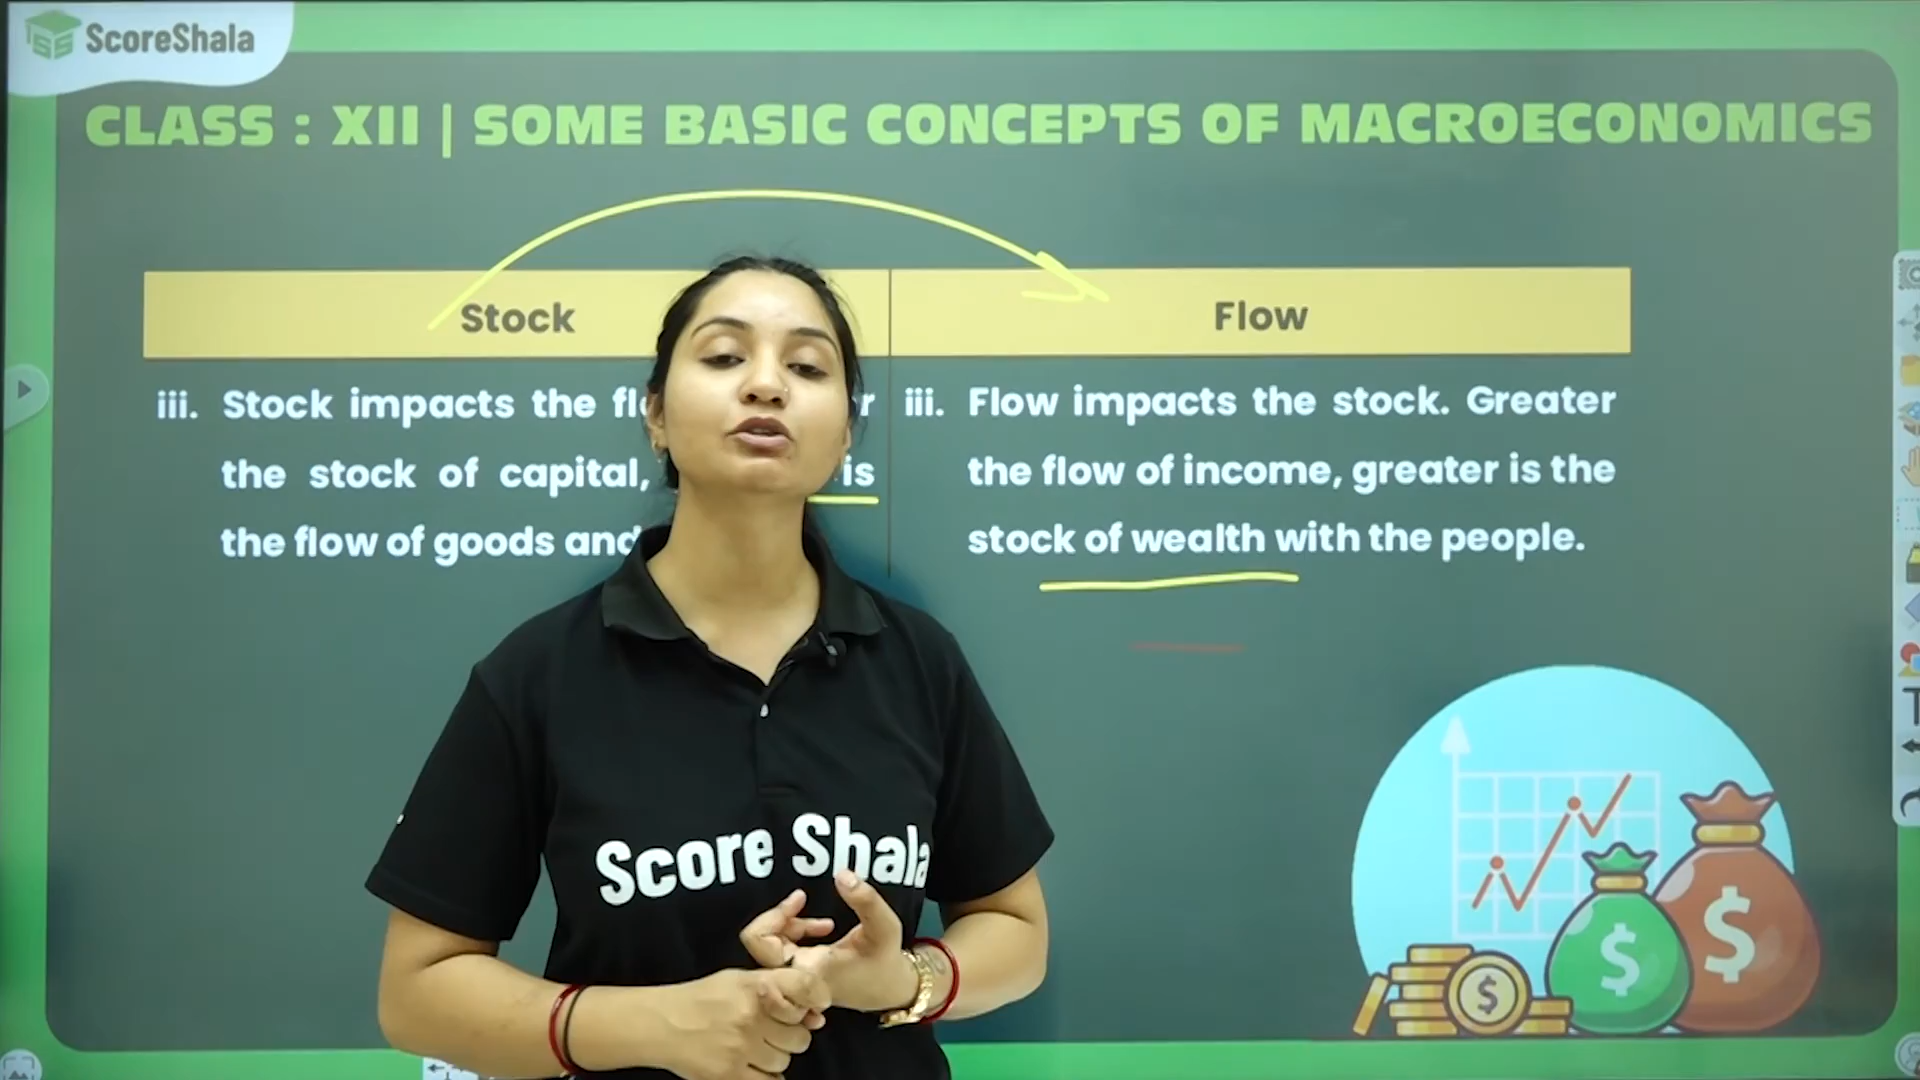 ScoreShala
CLASS : XII | SOME BASIC CONCEPTS OF MACROECONOMICS
Stock
Flow
iii. Stock impacts the
the stock of capital, is
the flow of goods and
iii. Flow impacts the stock. Greater
the flow of income, greater is the
stock of wealth with the people.
Score Shala
$
$
$